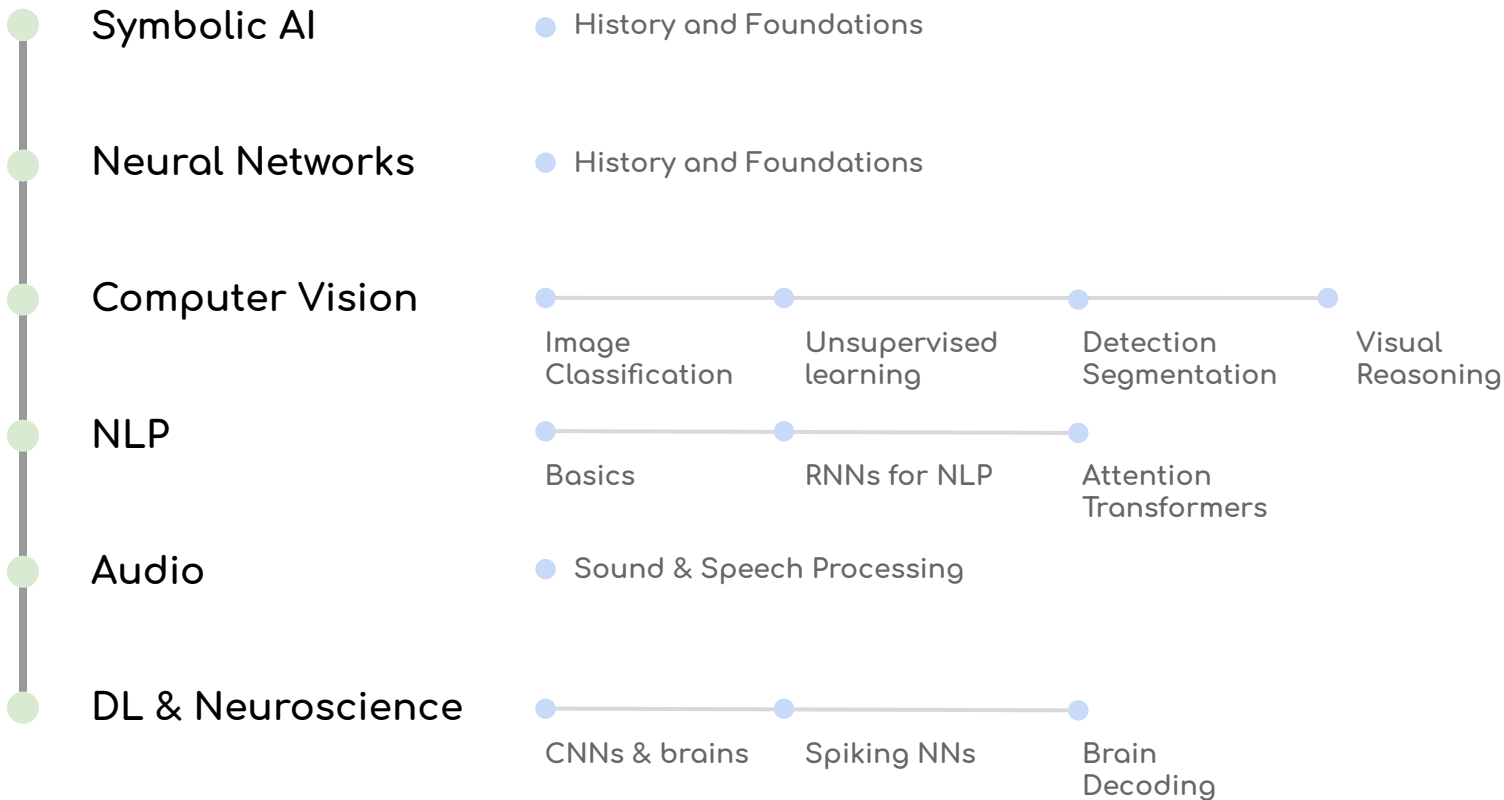 Symbolic AI
History and Foundations
Neural Networks
History and Foundations
Computer Vision
Image
Classification
Unsupervised
learning
Detection
Segmentation
Visual
Reasoning
NLP
Basics
RNNs for NLP
Attention
Transformers
Audio
Sound & Speech Processing
DL & Neuroscience
CNNs & brains
Spiking NNs
Brain
Decoding